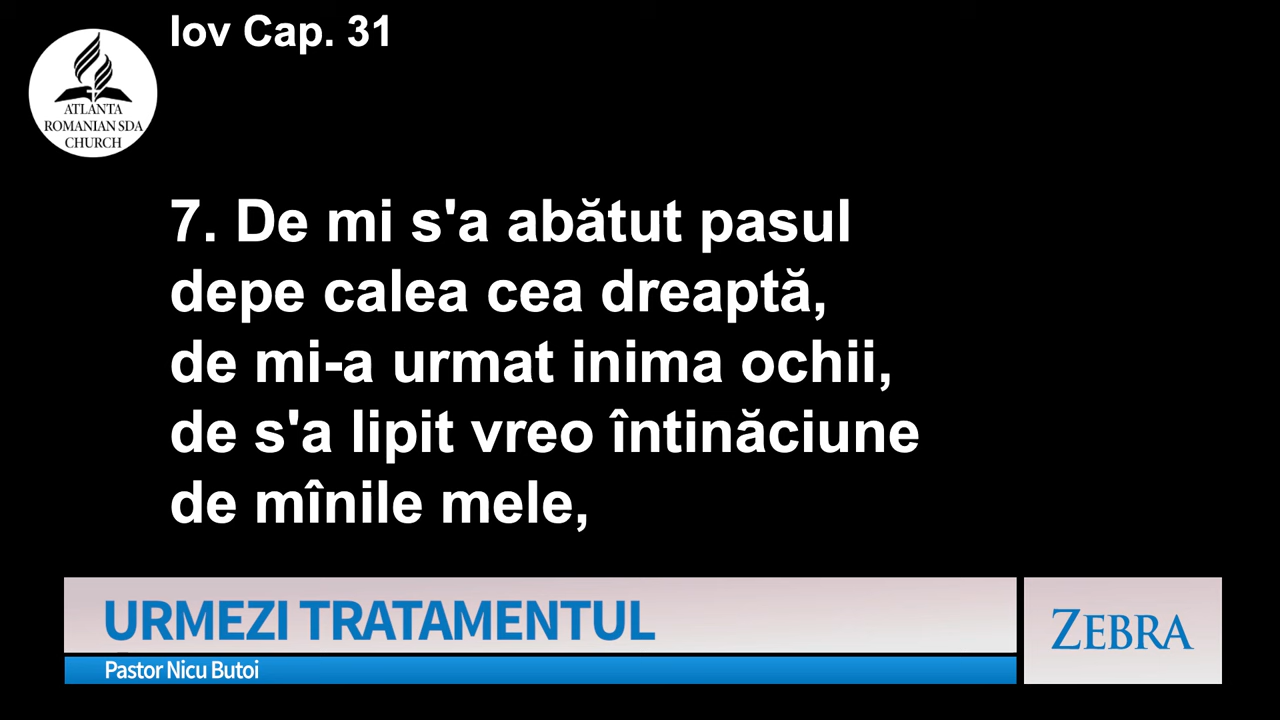 Iov Cap. 31
ATLANTA
ROMANIAN SDA
CHURCH
7. De mi s'a abătut pasul
depe calea cea dreaptă,
de mi-a urmat inima ochii,
de s'a lipit vreo întinăciune
de mînile mele,
URMEZI TRATAMENTUL
Pastor Nicu Butoi
ZEBRA